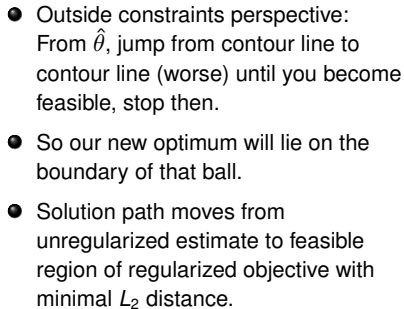 ● Outside constraints perspective:
From θ̂, jump from contour line to
contour line (worse) until you become
feasible, stop then.
● So our new optimum will lie on the
boundary of that ball.
● Solution path moves from
unregularized estimate to feasible
region of regularized objective with
minimal L₂ distance.